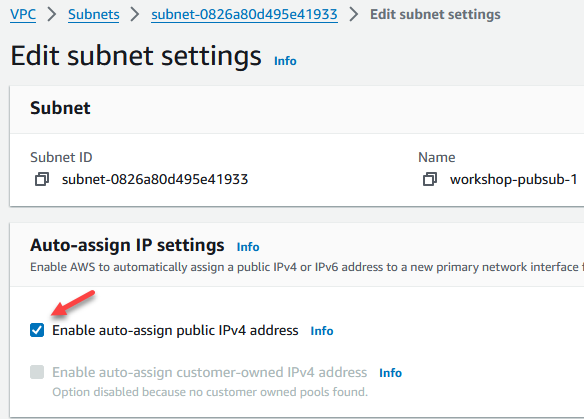 VPC > Subnets > subnet-0826a80d495e41933 > Edit subnet settings
Edit subnet settings Info
Subnet
Subnet ID Name
subnet-0826a80d495e41933 workshop-pubsub-1
Auto-assign IP settings Info
Enable AWS to automatically assign a public IPv4 or IPv6 address to a new primary network interface
Enable auto-assign public IPv4 address Info
Enable auto-assign customer-owned IPv4 address Info
Option disabled because no customer owned pools found.